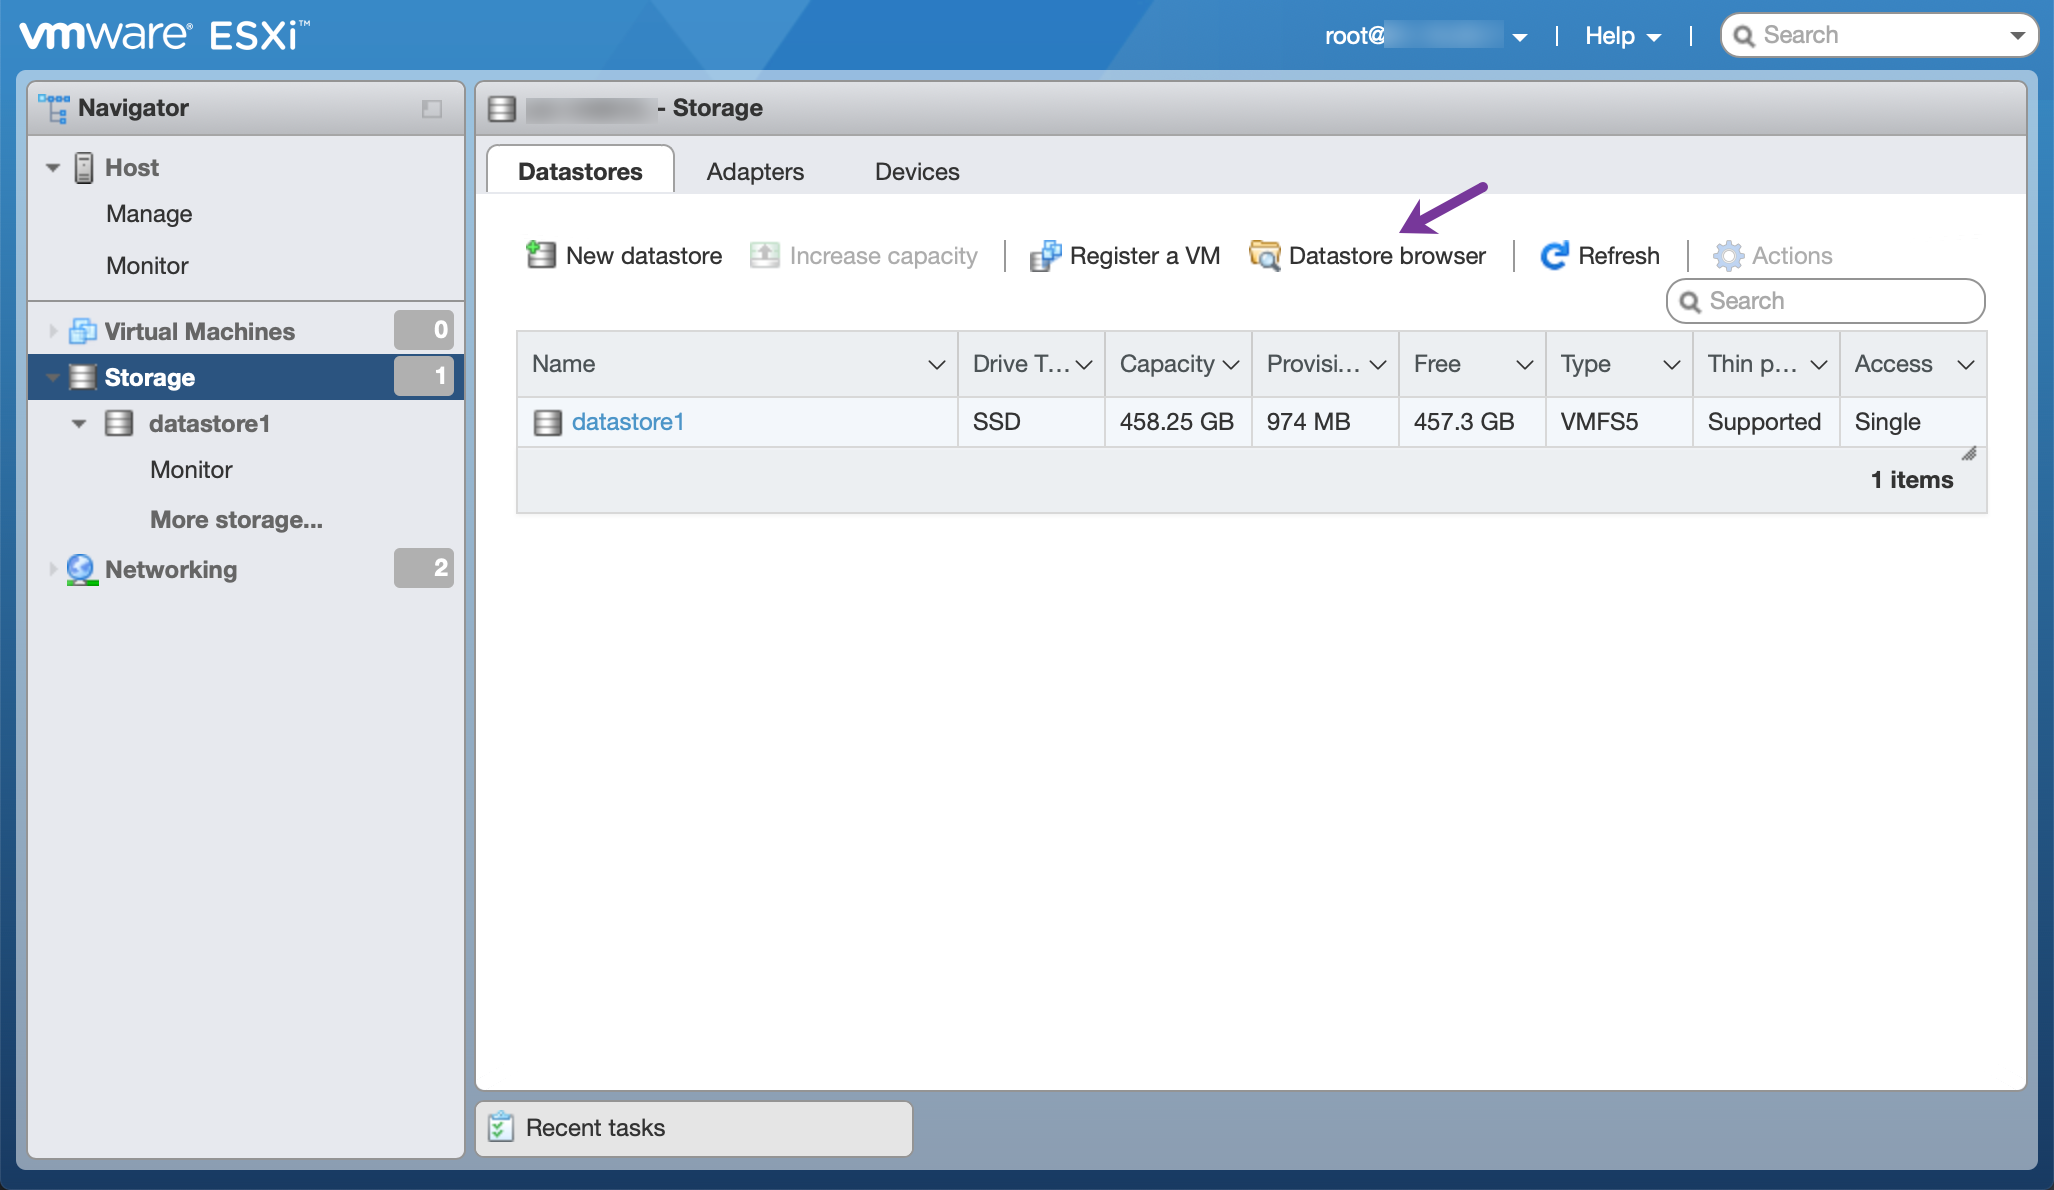 vmware® ESXi™
root@
Help
Search
Navigator
Host
Manage
Monitor
Virtual Machines 0
Storage 1
datastore1
Monitor
More storage...
Networking 2
- Storage
Datastores Adapters Devices
New datastore Increase capacity Register a VM Datastore browser Refresh Actions
Search
Name Drive T... Capacity Provisi... Free Type Thin p... Access
datastore1 SSD 458.25 GB 974 MB 457.3 GB VMFS5 Supported Single
1 items
Recent tasks